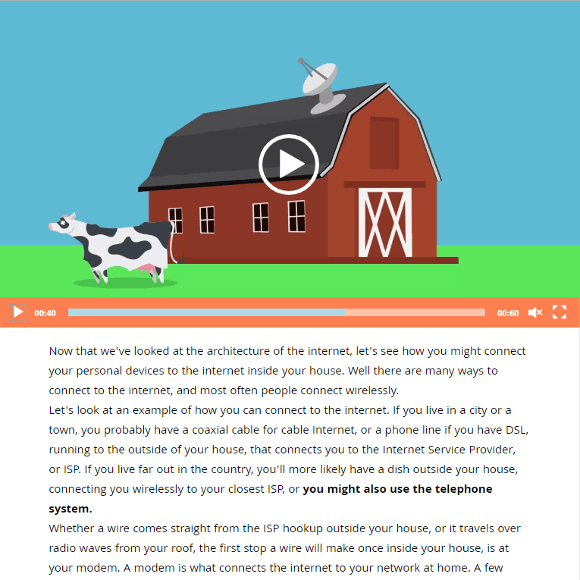 00:40
00:60
Now that we've looked at the architecture of the internet, let's see how you might connect
your personal devices to the internet inside your house. Well there are many ways to
connect to the internet, and most often people connect wirelessly.
Let's look at an example of how you can connect to the internet. If you live in a city or a
town, you probably have a coaxial cable for cable Internet, or a phone line if you have DSL,
running to the outside of your house, that connects you to the Internet Service Provider,
or ISP. If you live far out in the country, you'll more likely have a dish outside your house,
connecting you wirelessly to your closest ISP, or you might also use the telephone
system.
Whether a wire comes straight from the ISP hookup outside your house, or it travels over
radio waves from your roof, the first stop a wire will make once inside your house, is at
your modem. A modem is what connects the internet to your network at home. A few